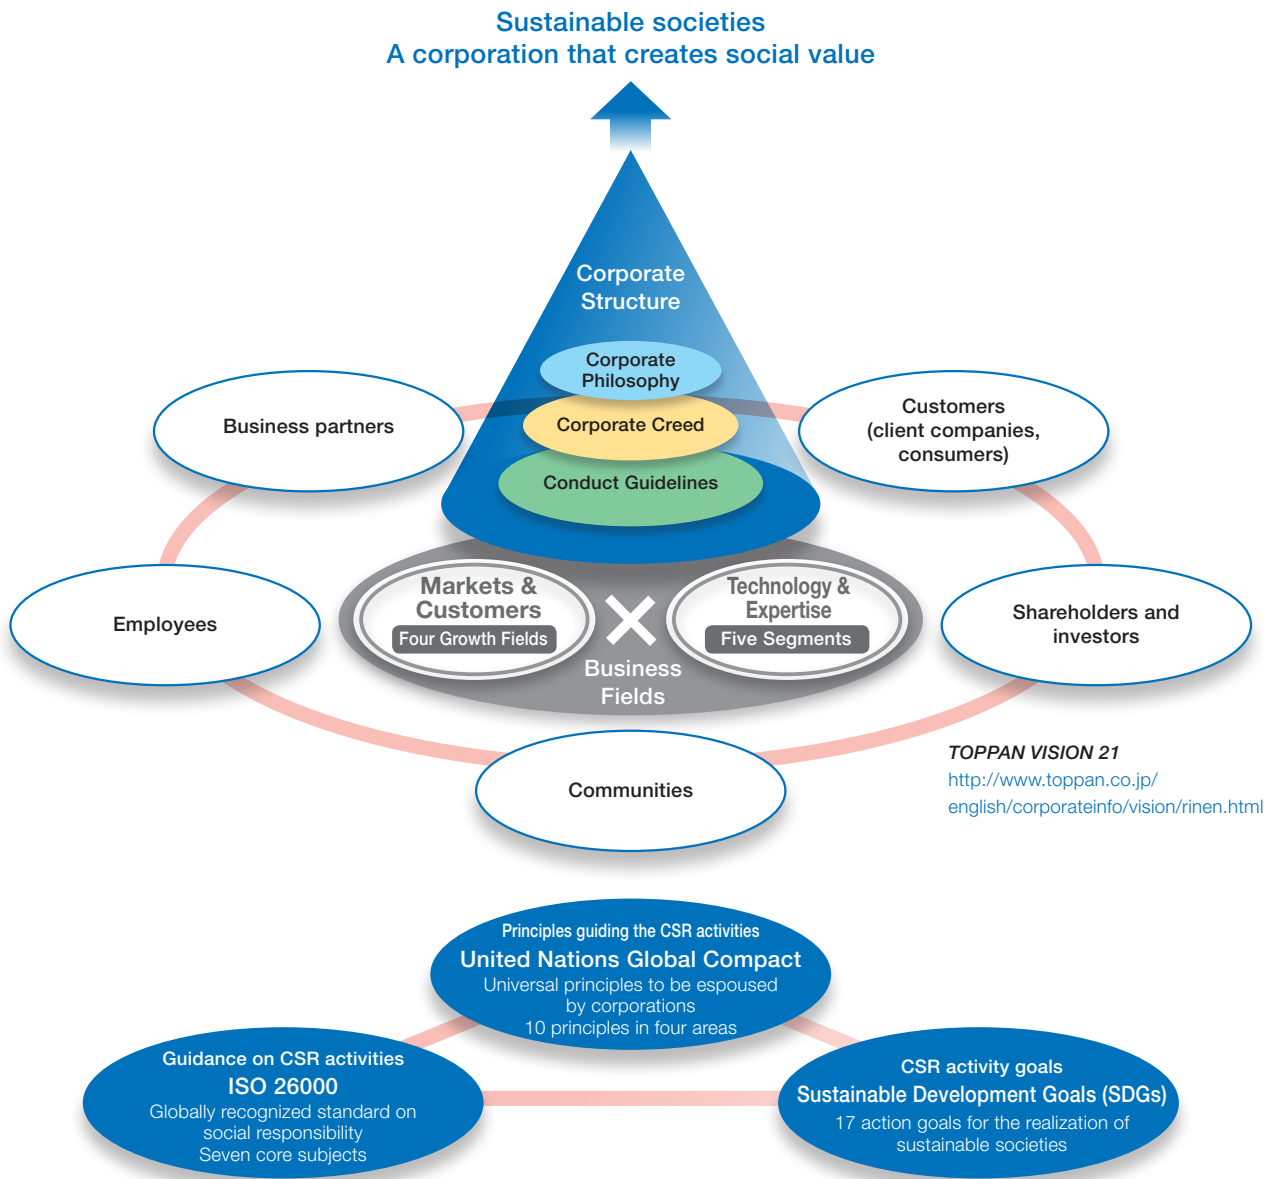 Sustainable societies
A corporation that creates social value
Corporate
Structure
Corporate
Philosophy
Corporate Creed
Conduct Guidelines
Business partners
Customers
(client companies,
consumers)
Employees
Markets &
Customers
Four Growth Fields
Technology &
Expertise
Five Segments
Business
Fields
Shareholders and
investors
Communities
TOPPAN VISION 21
http://www.toppan.co.jp/
english/corporateinfo/vision/rinen.html
Principles guiding the CSR activities
United Nations Global Compact
Universal principles to be espoused
by corporations
10 principles in four areas
Guidance on CSR activities
ISO 26000
Globally recognized standard on
social responsibility
Seven core subjects
CSR activity goals
Sustainable Development Goals (SDGs)
17 action goals for the realization of
sustainable societies